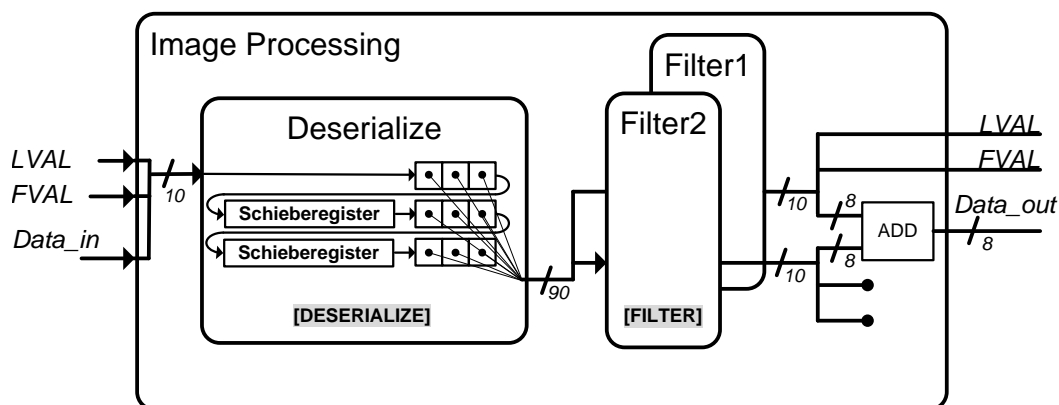 Image Processing
Filter1
Deserialize
Filter2
LVAL
FVAL
Data_in
10
Schieberegister
Schieberegister
90
10
10
8
8
ADD
LVAL
FVAL
Data_out
8
[DESERIALIZE]
[FILTER]